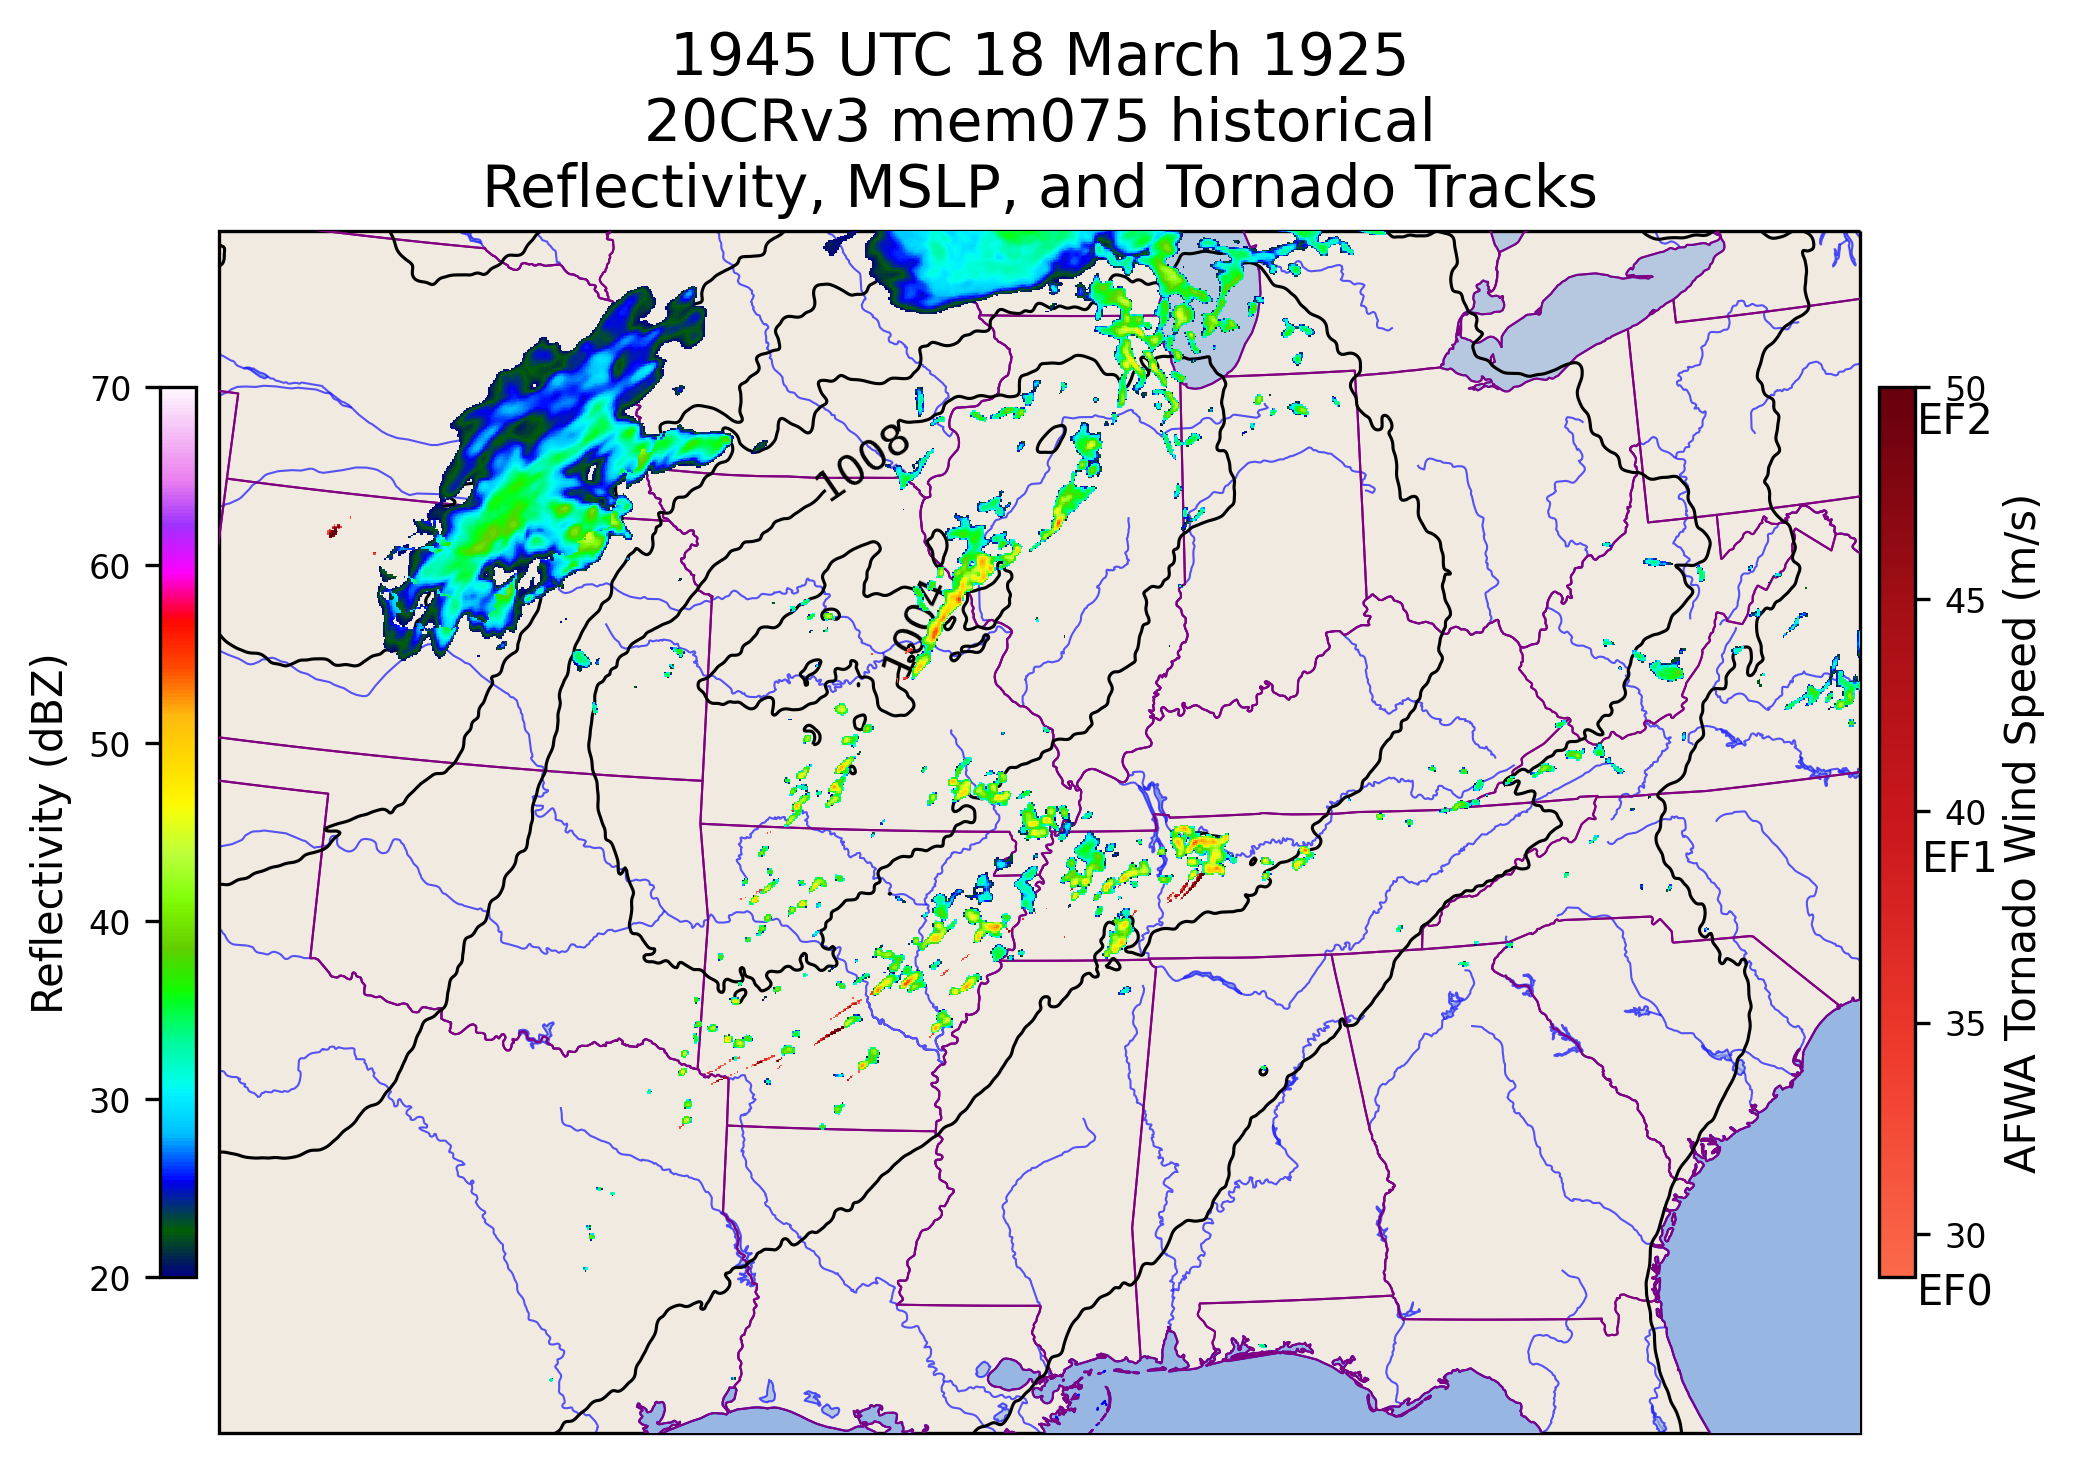 1945 UTC 18 March 1925
20CRv3 mem075 historical
Reflectivity, MSLP, and Tornado Tracks
70
60
50
40
30
20
Reflectivity (dBZ)
1008
1004
50
EF2
45
40
EF1
35
30
EF0
AFWA Tornado Wind Speed (m/s)